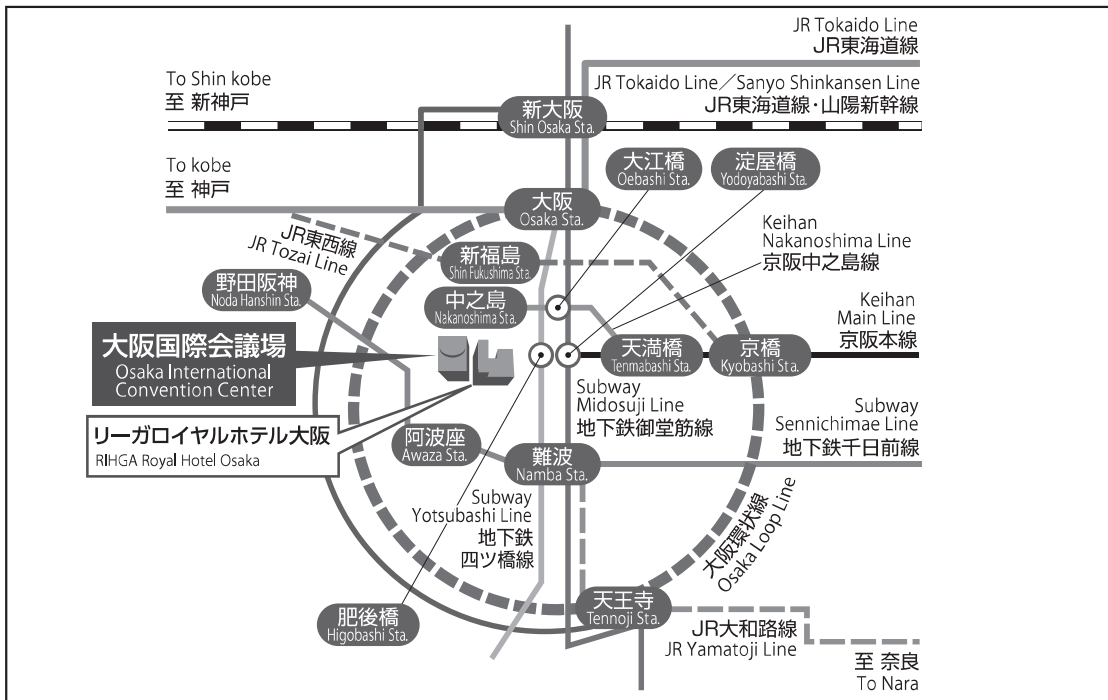 JR Tokaido Line
JR東海道線
To Shin kobe
至 新神戸
JR Tokaido Line／Sanyo Shinkansen Line
JR東海道線・山陽新幹線
新大阪
Shin Osaka Sta.
大江橋
Oebashi Sta.
淀屋橋
Yodoyabashi Sta.
To kobe
至 神戸
大阪
Osaka Sta.
JR東西線
JR Tozai Line
新福島
Shin Fukushima Sta.
Keihan
Nakanoshima Line
京阪中之島線
野田阪神
Noda Hanshin Sta.
中之島
Nakanoshima Sta.
Keihan
Main Line
京阪本線
大阪国際会議場
Osaka International
Convention Center
天満橋
Tenmabashi Sta.
京橋
Kyobashi Sta.
Subway
Midosuji Line
地下鉄御堂筋線
Subway
Sennichimae Line
地下鉄千日前線
リーガロイヤルホテル大阪
RIHGA Royal Hotel Osaka
阿波座
Awaza Sta.
難波
Namba Sta.
Subway
Yotsubashi Line
地下鉄
四ツ橋線
大阪環状線
Osaka Loop Line
肥後橋
Higobashi Sta.
天王寺
Tennoji Sta.
JR大和路線
JR Yamatoji Line
至 奈良
To Nara